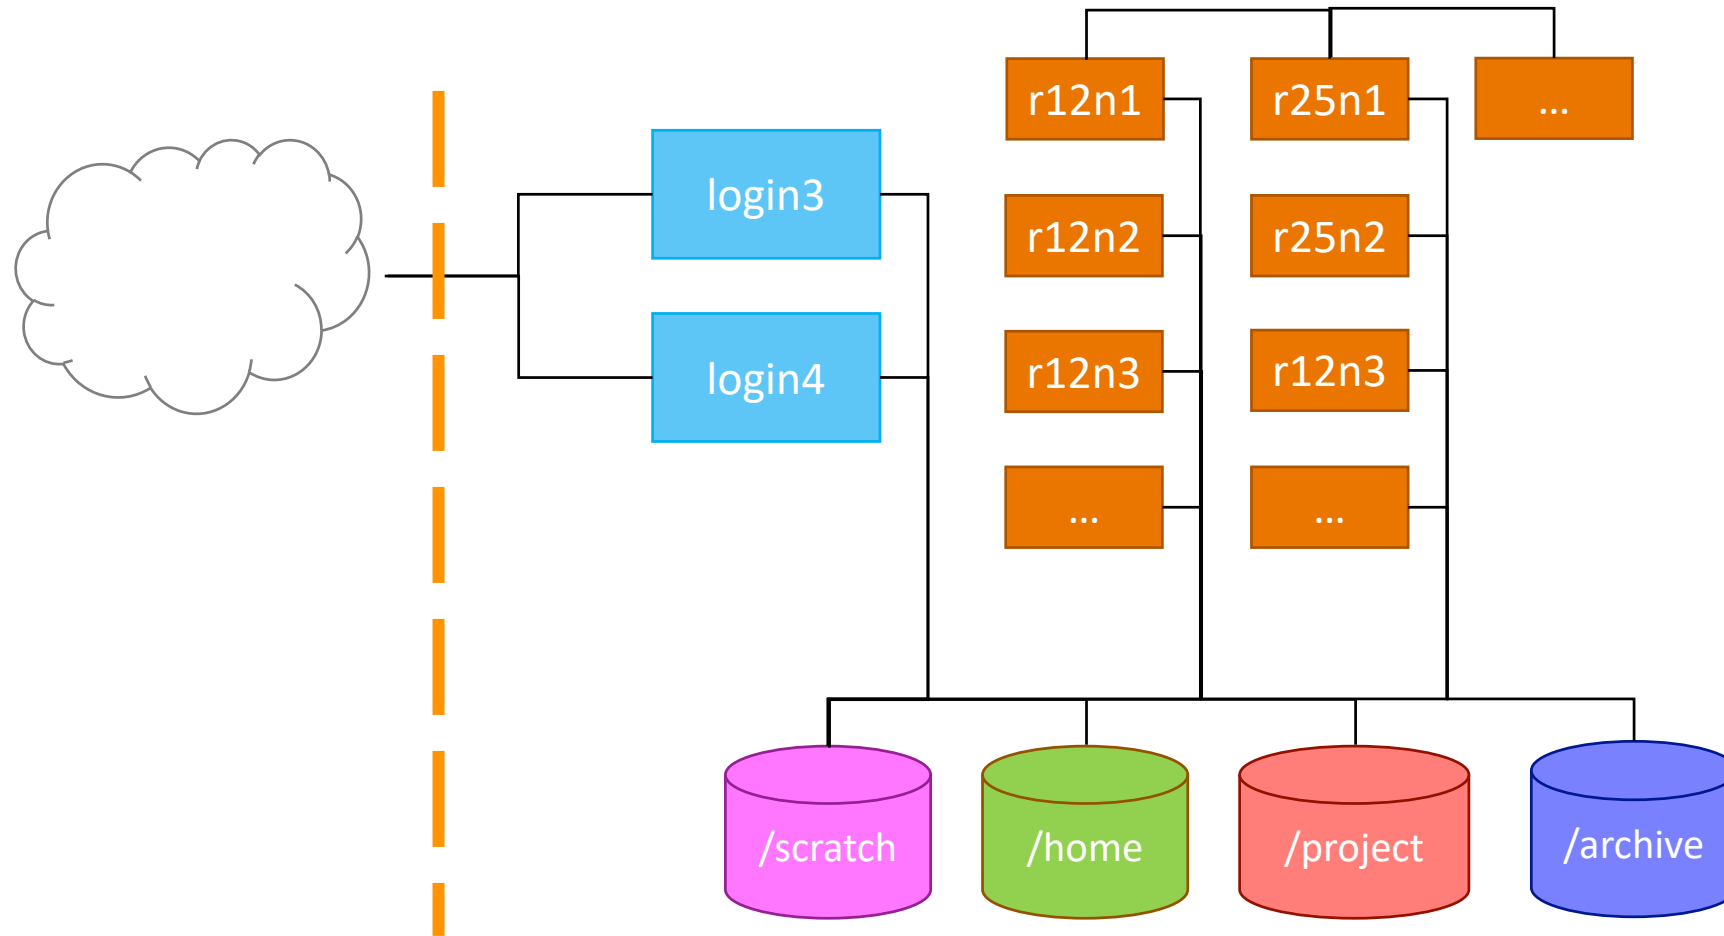 login3
login4
r12n1
r12n2
r12n3
...
r25n1
r25n2
r12n3
...
...
/scratch
/home
/project
/archive